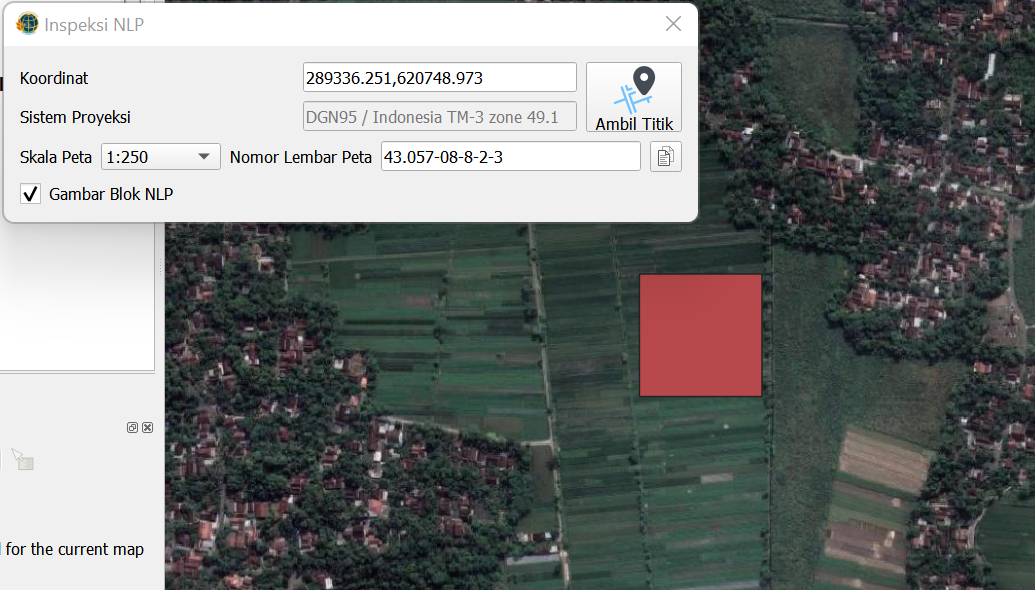 Inspeksi NLP
Koordinat
289336.251,620748.973
Ambil Titik
Sistem Proyeksi
DGN95 / Indonesia TM-3 zone 49.1
Skala Peta
1:250
Nomor Lembar Peta
43.057-08-8-2-3
Gambar Blok NLP
for the current map